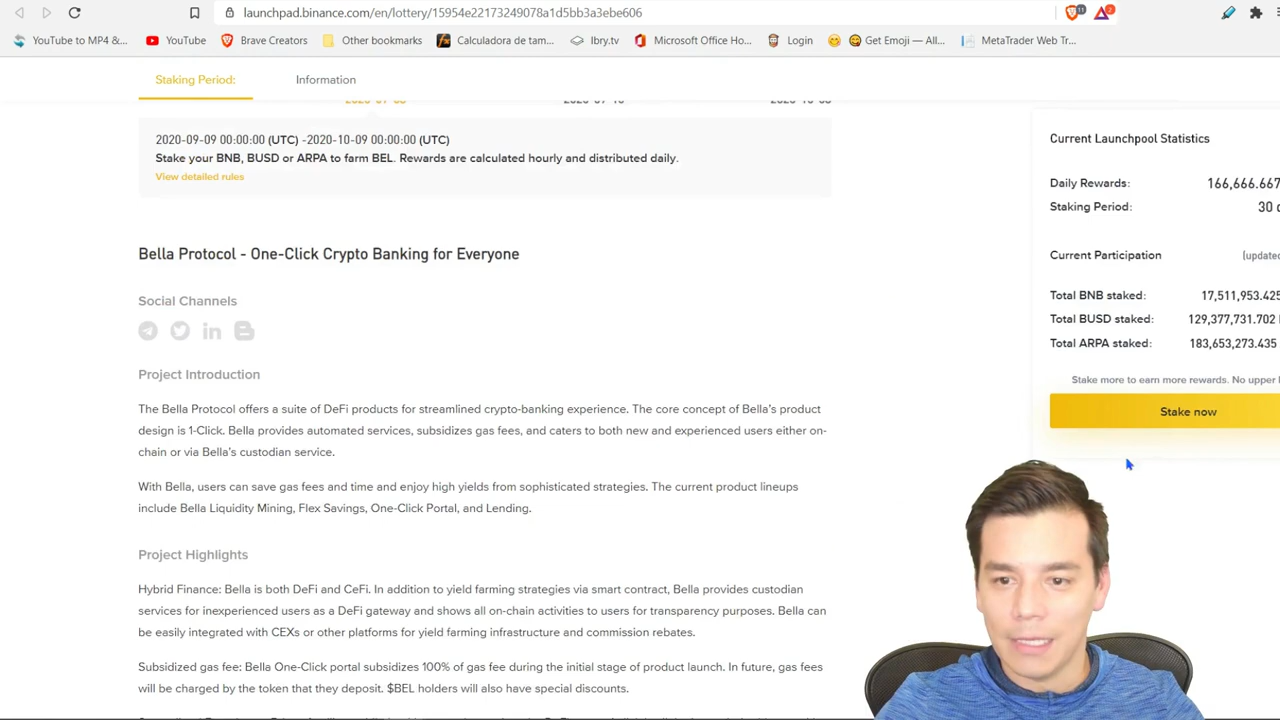 launchpad.binance.com/en/lottery/15954e22173249078a1d5bb3a3ebe606
11
2
YouTube to MP4 &...
YouTube
Brave Creators
Other bookmarks
Calculadora de tam...
lbry.tv
Microsoft Office Ho...
Login
Get Emoji — All...
MetaTrader Web Tr...
Staking Period:
Information
2020-09-09 00:00:00 (UTC) -2020-10-09 00:00:00 (UTC)
Stake your BNB, BUSD or ARPA to farm BEL. Rewards are calculated hourly and distributed daily.
View detailed rules
Current Launchpool Statistics
Daily Rewards: 166,666.667
Staking Period: 30
Current Participation (updated
Total BNB staked: 17,511,953.425
Total BUSD staked: 129,377,731.702
Total ARPA staked: 183,653,273.435
Stake more to earn more rewards. No upper
Stake now
Bella Protocol - One-Click Crypto Banking for Everyone
Social Channels
Project Introduction
The Bella Protocol offers a suite of DeFi products for streamlined crypto-banking experience. The core concept of Bella's product
design is 1-Click. Bella provides automated services, subsidizes gas fees, and caters to both new and experienced users either on-
chain or via Bella's custodian service.
With Bella, users can save gas fees and time and enjoy high yields from sophisticated strategies. The current product lineups
include Bella Liquidity Mining, Flex Savings, One-Click Portal, and Lending.
Project Highlights
Hybrid Finance: Bella is both DeFi and CeFi. In addition to yield farming strategies via smart contract, Bella provides custodian
services for inexperienced users as a DeFi gateway and shows all on-chain activities to users for transparency purposes. Bella can
be easily integrated with CEXs or other platforms for yield farming infrastructure and commission rebates.
Subsidized gas fee: Bella One-Click portal subsidizes 100% of gas fee during the initial stage of product launch. In future, gas fees
will be charged by the token that they deposit. $BEL holders will also have special discounts.